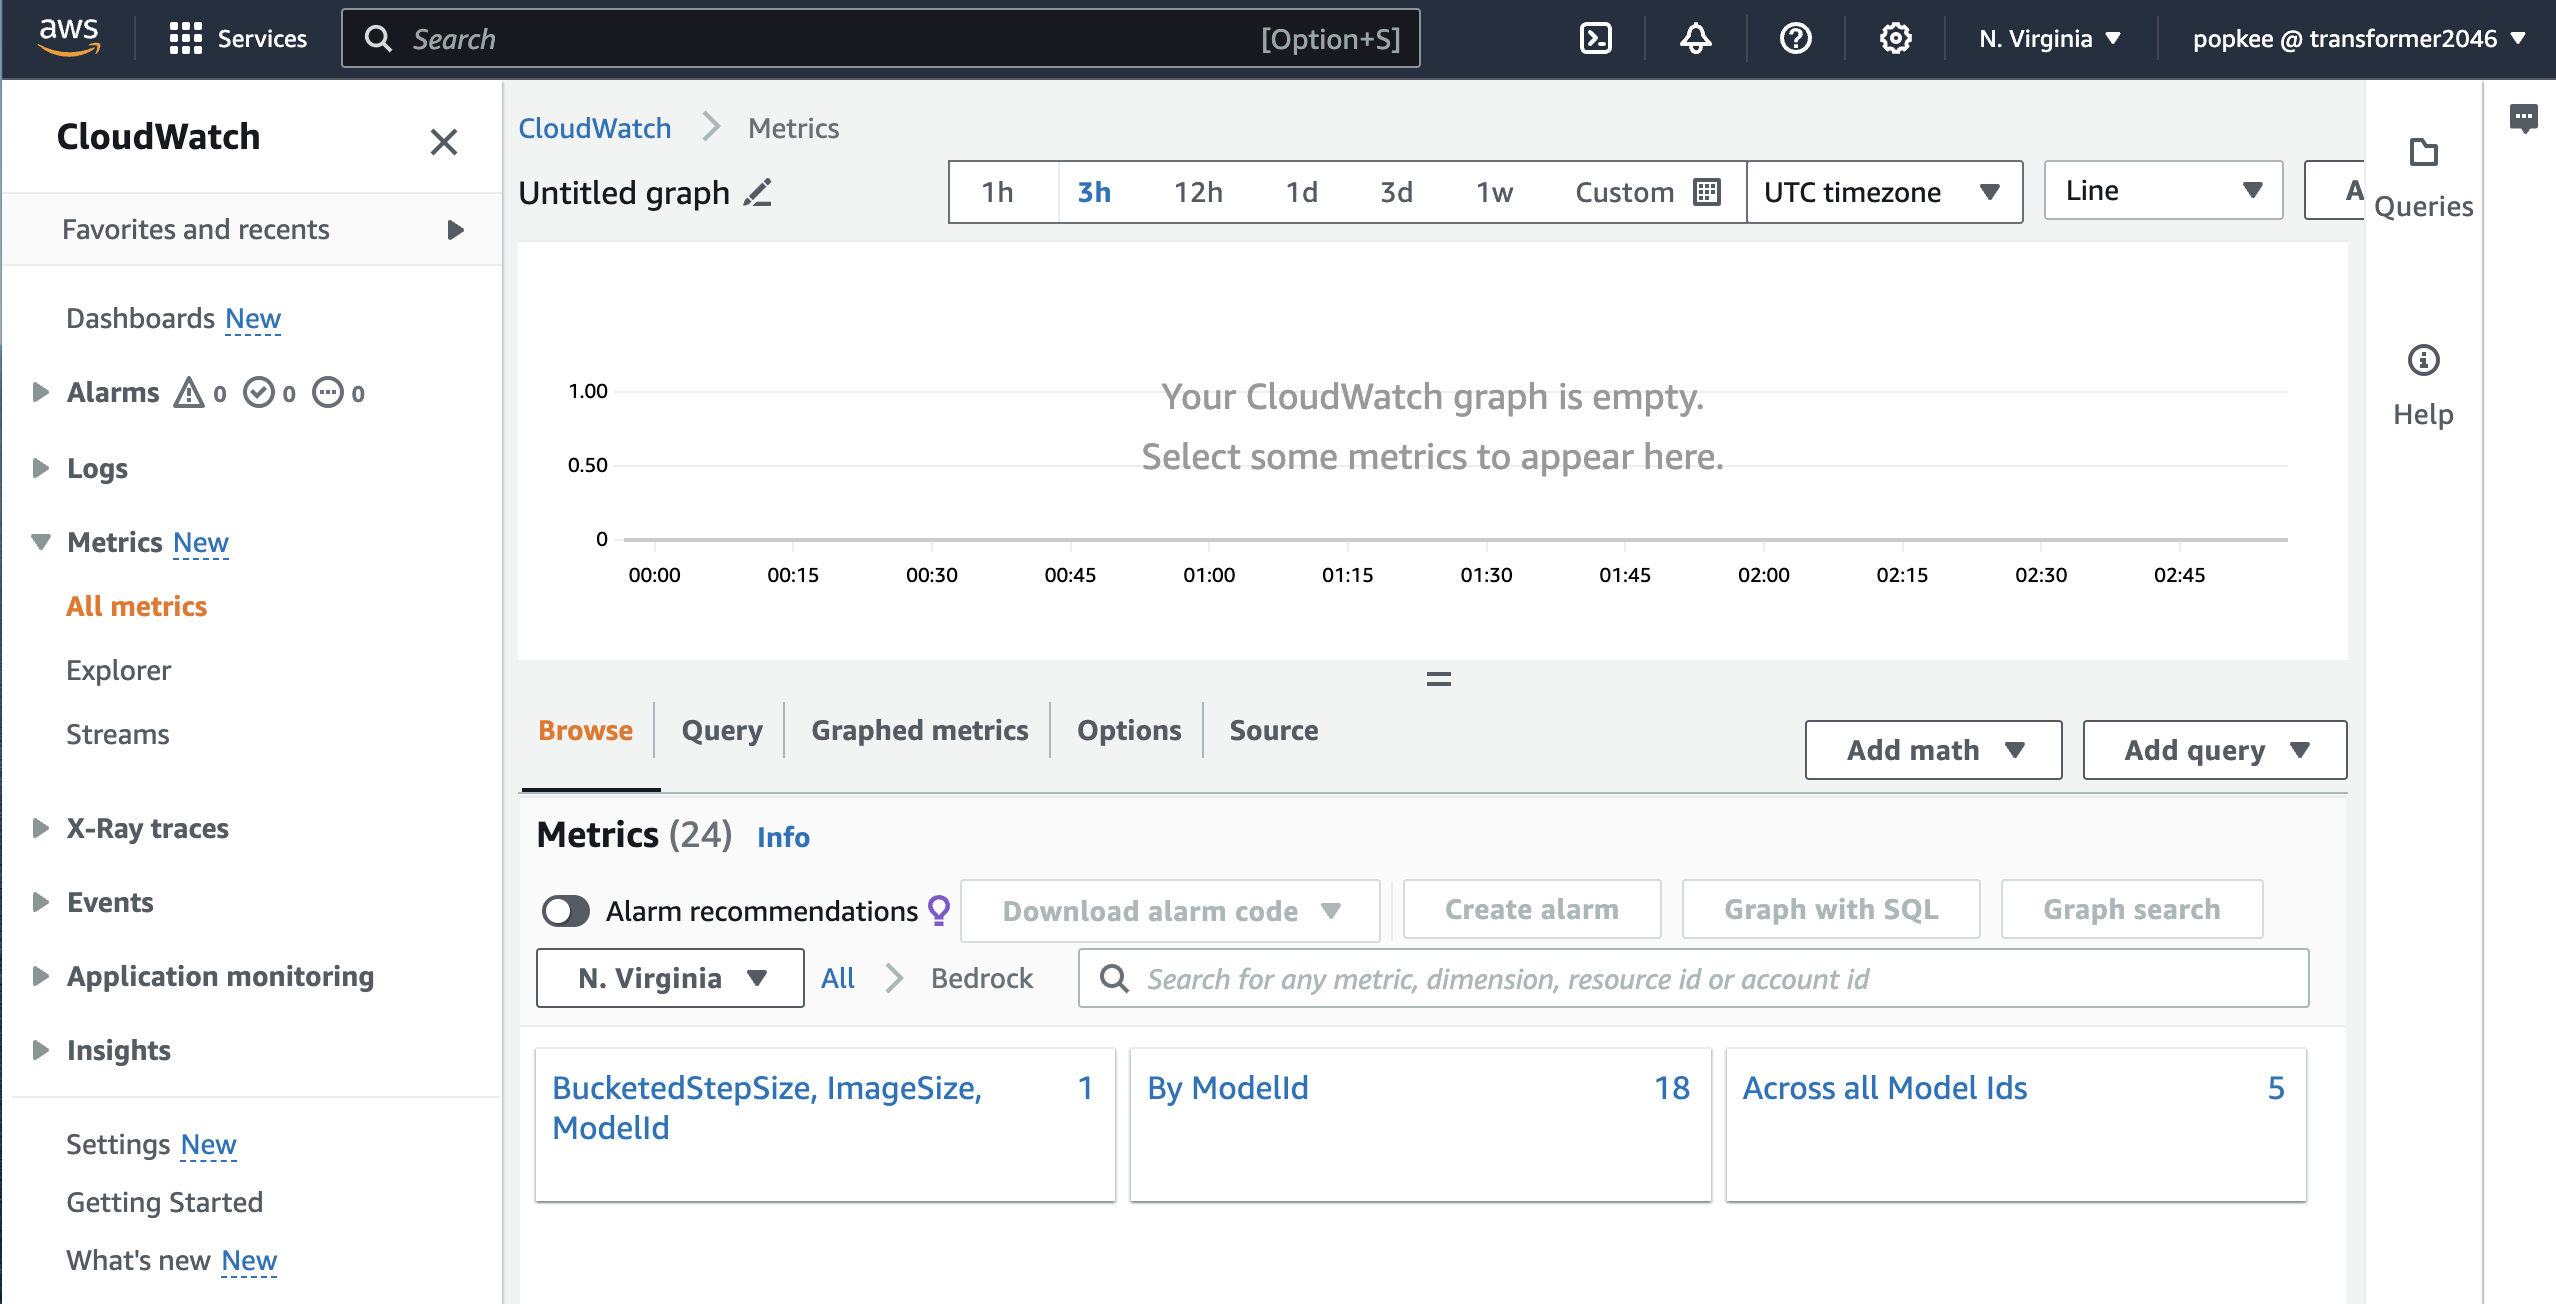 aws
Services
Search
[Option+S]
N. Virginia
popkee @ transformer2046
CloudWatch
Favorites and recents
Dashboards New
Alarms 0 0 0
Logs
Metrics New
All metrics
Explorer
Streams
X-Ray traces
Events
Application monitoring
Insights
Settings New
Getting Started
What's new New
CloudWatch
Metrics
Untitled graph
1h
3h
12h
1d
3d
1w
Custom
UTC timezone
Line
A
Your CloudWatch graph is empty.
Select some metrics to appear here.
1.00
0.50
0
00:00
00:15
00:30
00:45
01:00
01:15
01:30
01:45
02:00
02:15
02:30
02:45
Browse
Query
Graphed metrics
Options
Source
Add math
Add query
Metrics (24) Info
Alarm recommendations
Download alarm code
Create alarm
Graph with SQL
Graph search
N. Virginia
All
Bedrock
Search for any metric, dimension, resource id or account id
BucketedStepSize, ImageSize,
ModelId
1
By ModelId
18
Across all Model Ids
5
Queries
Help